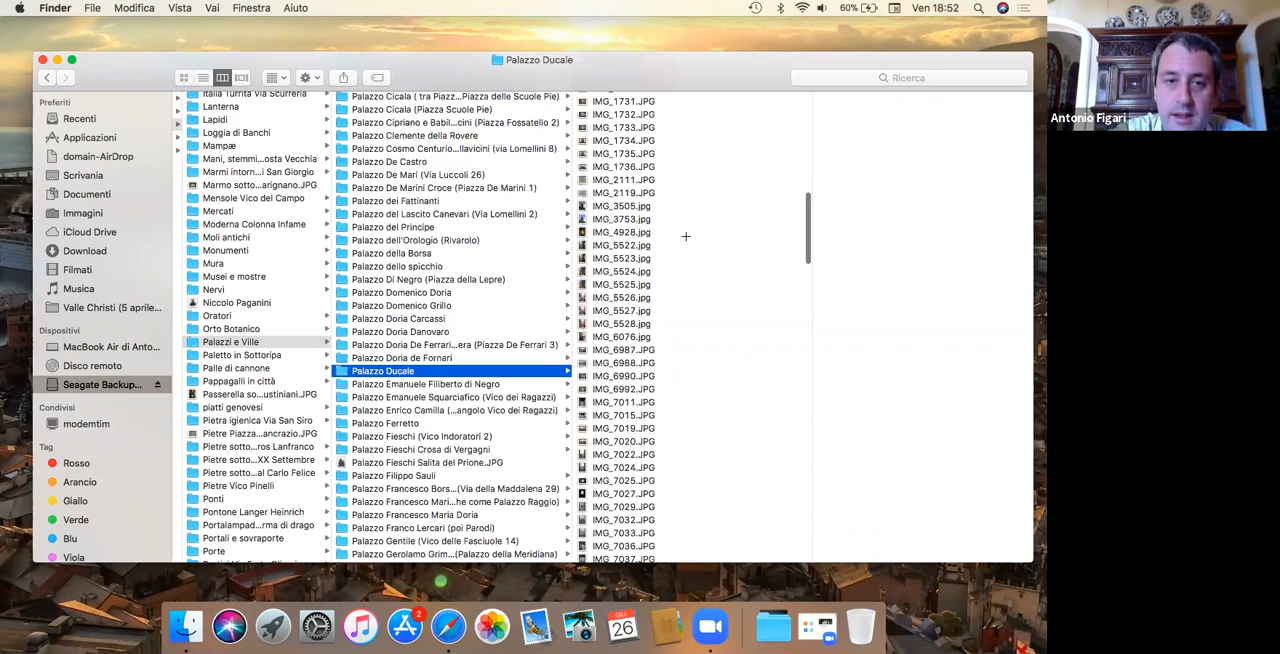 Finder File Modifica Vista Vai Finestra Aiuto 60% Ven 18:52
Palazzo Ducale
Ricerca
Preferiti
Recenti
Applicazioni
domain-AirDrop
Scrivania
Documenti
Immagini
iCloud Drive
Download
Filmati
Musica
Valle Christi (5 aprile...
Dispositivi
MacBook Air di Anto...
Disco remoto
Seagate Backup...
Condivisi
modemtim
Tag
Rosso
Arancio
Giallo
Verde
Blu
Viola
Italia Turrita Via Scurreria
Lanterna
Lapidi
Loggia di Banchi
Mampæ
Mani, stemmi...osta Vecchia
Marmi intorn...i San Giorgio
Marmo sotto...arignano.JPG
Mensole Vico del Campo
Mercati
Moderna Colonna Infame
Moli antichi
Monumenti
Mura
Musei e mostre
Nervi
Niccolo Paganini
Oratori
Orto Botanico
Palazzi e Ville
Paletto in Sottoripa
Palle di cannone
Pappagalli in città
Passerella so...ustiniani.JPG
piatti genovesi
Pietra igienica Via San Siro
Pietre Piazza...ancrazio.JPG
Pietre sotto...ros Lanfranco
Pietre sotto...XX Settembre
Pietre sotto...al Carlo Felice
Pietre Vico Pinelli
Ponti
Pontone Langer Heinrich
Portalampad...rma di drago
Portali e sovraporte
Porte
Palazzo Cicala ( tra Piazz...Piazza delle Scuole Pie)
Palazzo Cicala (Piazza Scuole Pie)
Palazzo Cipriano e Babil...cini (Piazza Fossatello 2)
Palazzo Clemente della Rovere
Palazzo Cosmo Centurio...llavicini (via Lomellini 8)
Palazzo De Castro
Palazzo De Mari (Via Luccoli 26)
Palazzo De Marini Croce (Piazza De Marini 1)
Palazzo dei Fattinanti
Palazzo del Lascito Canevari (Via Lomellini 2)
Palazzo del Principe
Palazzo dell'Orologio (Rivarolo)
Palazzo della Borsa
Palazzo dello spicchio
Palazzo Di Negro (Piazza della Lepre)
Palazzo Domenico Doria
Palazzo Domenico Grillo
Palazzo Doria Carcassi
Palazzo Doria Danovaro
Palazzo Doria De Ferrari...era (Piazza De Ferrari 3)
Palazzo Doria de Fornari
Palazzo Ducale
Palazzo Emanuele Filiberto di Negro
Palazzo Emanuele Squarciafico (Vico dei Ragazzi)
Palazzo Enrico Camilla (...angolo Vico dei Ragazzi)
Palazzo Ferretto
Palazzo Fieschi (Vico Indoratori 2)
Palazzo Fieschi Crosa di Vergagni
Palazzo Fieschi Salita del Prione.JPG
Palazzo Filippo Sauli
Palazzo Francesco Bors...(Via della Maddalena 29)
Palazzo Francesco Mari...he come Palazzo Raggio)
Palazzo Francesco Maria Doria
Palazzo Franco Lercari (poi Parodi)
Palazzo Gentile (Vico delle Fasciuole 14)
Palazzo Gerolamo Grim...(Palazzo della Meridiana)
IMG_1731.JPG
IMG_1732.JPG
IMG_1733.JPG
IMG_1734.JPG
IMG_1735.JPG
IMG_1736.JPG
IMG_2111.JPG
IMG_2119.JPG
IMG_3505.jpg
IMG_3753.jpg
IMG_4928.jpg
IMG_5522.jpg
IMG_5523.jpg
IMG_5524.jpg
IMG_5525.jpg
IMG_5526.jpg
IMG_5527.jpg
IMG_5528.jpg
IMG_6076.jpg
IMG_6987.JPG
IMG_6988.JPG
IMG_6990.JPG
IMG_6992.JPG
IMG_7011.JPG
IMG_7015.JPG
IMG_7019.JPG
IMG_7020.JPG
IMG_7022.JPG
IMG_7024.JPG
IMG_7025.JPG
IMG_7027.JPG
IMG_7029.JPG
IMG_7032.JPG
IMG_7033.JPG
IMG_7036.JPG
IMG_7037.JPG
Antonio Figari
2
GIU
26